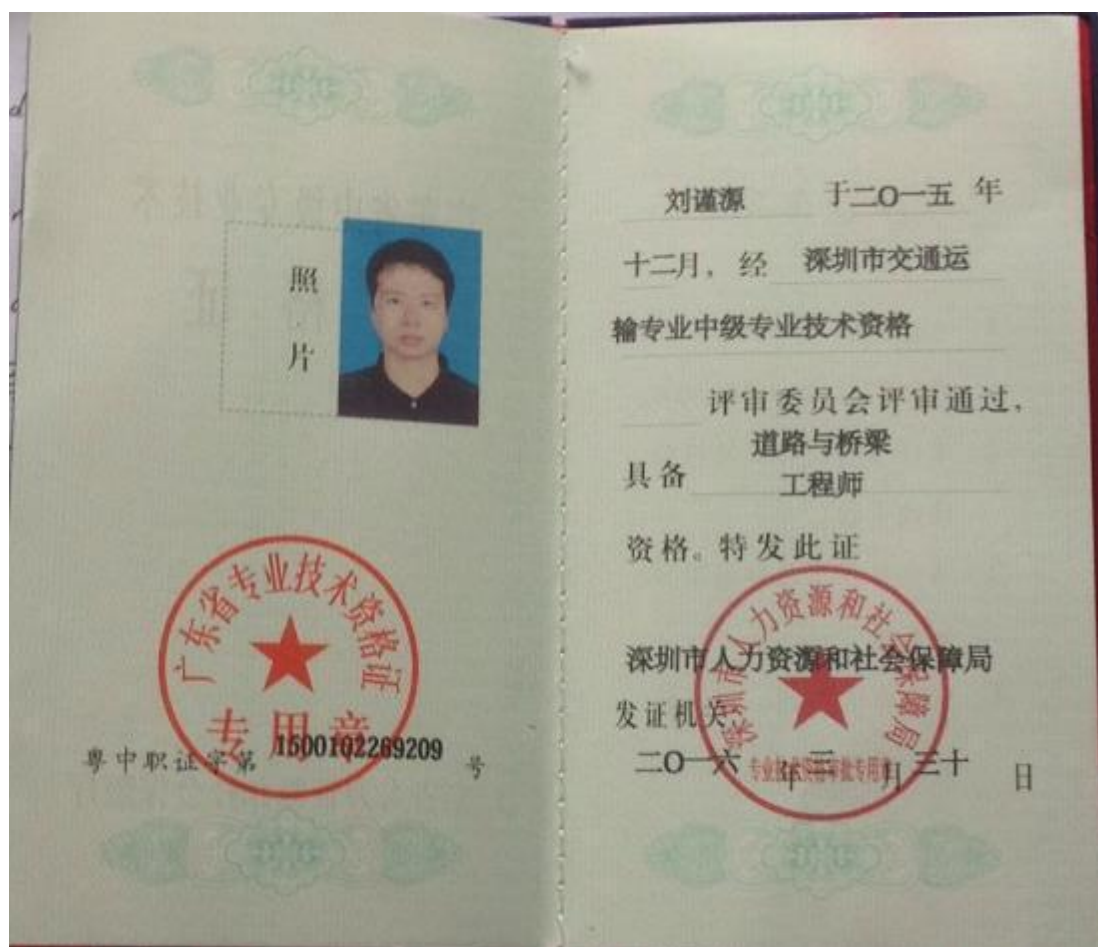 照
片
广东省专业技术资格证
专用章
粤中职证字第 1500102269209 号
刘谨源 于二O一五 年
十二月，经 深圳市交通运
输专业中级专业技术资格
评审委员会评审通过，
道路与桥梁
具备 工程师
资格。特发此证
深圳市人力资源和社会保障局
深圳市人力资源和社会保障局
发证机关
二O一六 年 三 月 三十 日